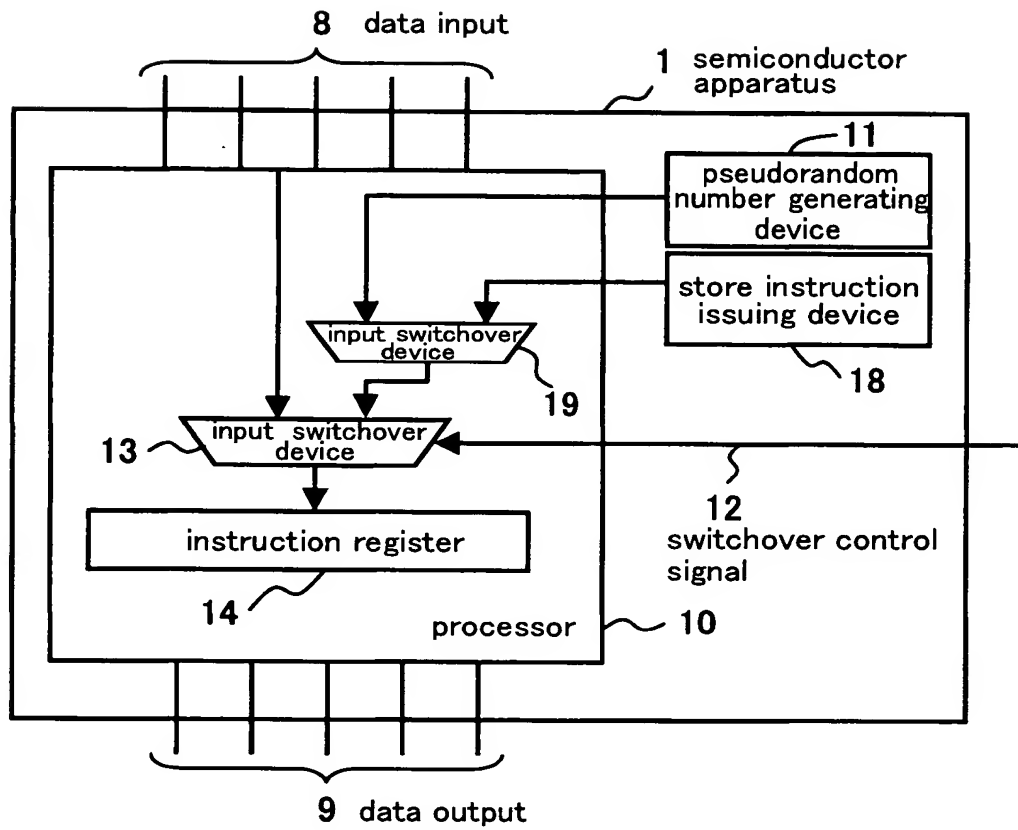 8 data input
1 semiconductor
apparatus
11
pseudorandom
number generating
device
store instruction
issuing device
18
input switchover
device
19
input switchover
device
13
12
switchover control
signal
instruction register
14
processor
10
9 data output